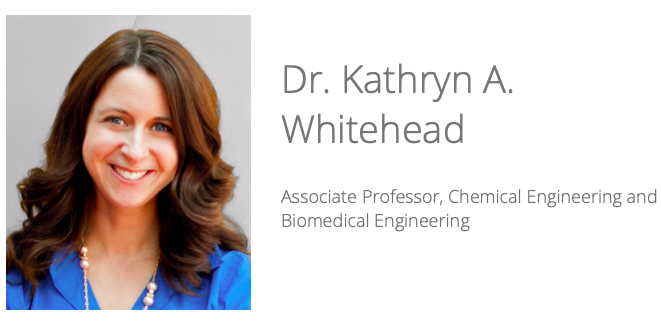 Dr. Kathryn A.
Whitehead
Associate Professor, Chemical Engineering and
Biomedical Engineering